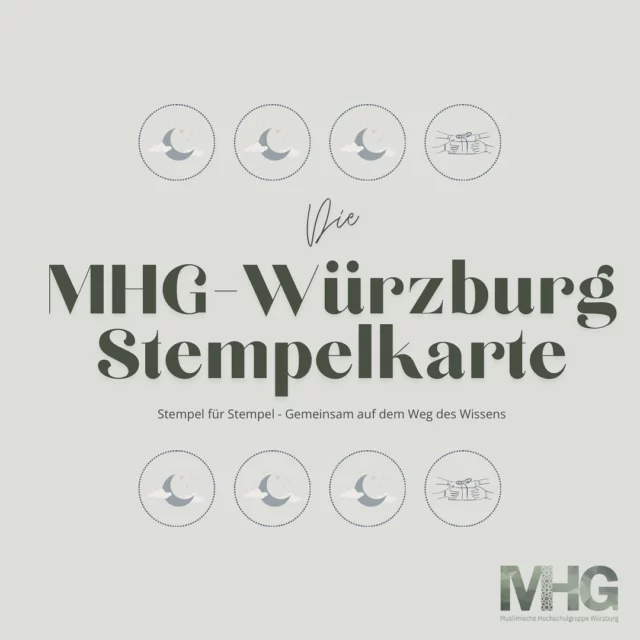 Die
MHG-Würzburg
Stempelkarte
Stempel für Stempel - Gemeinsam auf dem Weg des Wissens
MHG
Muslimische Hochschulgruppe Würzburg